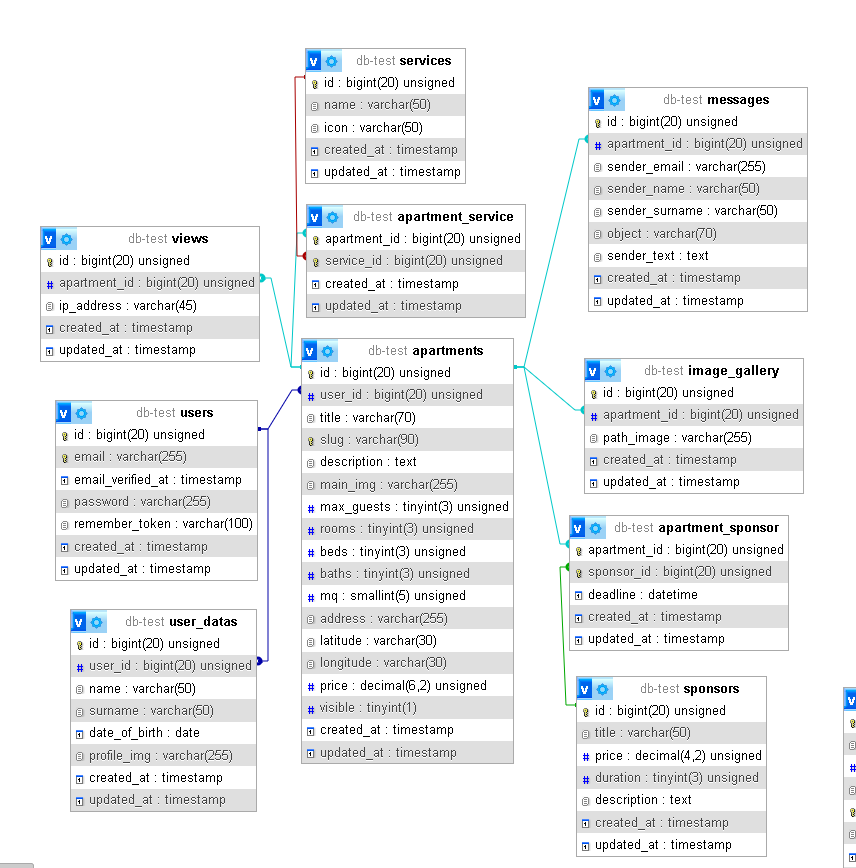 v db-test services
id : bigint(20) unsigned
name : varchar(50)
icon : varchar(50)
created_at : timestamp
updated_at : timestamp
v db-test messages
id : bigint(20) unsigned
# apartment_id : bigint(20) unsigned
sender_email : varchar(255)
sender_name : varchar(50)
sender_surname : varchar(50)
object : varchar(70)
sender_text : text
created_at : timestamp
updated_at : timestamp
v db-test apartment_service
apartment_id : bigint(20) unsigned
service_id : bigint(20) unsigned
created_at : timestamp
updated_at : timestamp
v db-test views
id : bigint(20) unsigned
# apartment_id : bigint(20) unsigned
ip_address : varchar(45)
created_at : timestamp
updated_at : timestamp
v db-test apartments
id : bigint(20) unsigned
# user_id : bigint(20) unsigned
title : varchar(70)
slug : varchar(90)
description : text
main_img : varchar(255)
# max_guests : tinyint(3) unsigned
# rooms : tinyint(3) unsigned
# beds : tinyint(3) unsigned
# baths : tinyint(3) unsigned
# mq : smallint(5) unsigned
address : varchar(255)
latitude : varchar(30)
longitude : varchar(30)
# price : decimal(6,2) unsigned
# visible : tinyint(1)
created_at : timestamp
updated_at : timestamp
v db-test image_gallery
id : bigint(20) unsigned
# apartment_id : bigint(20) unsigned
path_image : varchar(255)
created_at : timestamp
updated_at : timestamp
v db-test users
id : bigint(20) unsigned
email : varchar(255)
email_verified_at : timestamp
password : varchar(255)
remember_token : varchar(100)
created_at : timestamp
updated_at : timestamp
v db-test apartment_sponsor
apartment_id : bigint(20) unsigned
sponsor_id : bigint(20) unsigned
deadline : datetime
created_at : timestamp
updated_at : timestamp
v db-test user_datas
id : bigint(20) unsigned
# user_id : bigint(20) unsigned
name : varchar(50)
surname : varchar(50)
date_of_birth : date
profile_img : varchar(255)
created_at : timestamp
updated_at : timestamp
v db-test sponsors
id : bigint(20) unsigned
title : varchar(50)
# price : decimal(4,2) unsigned
# duration : tinyint(3) unsigned
description : text
created_at : timestamp
updated_at : timestamp
v
#